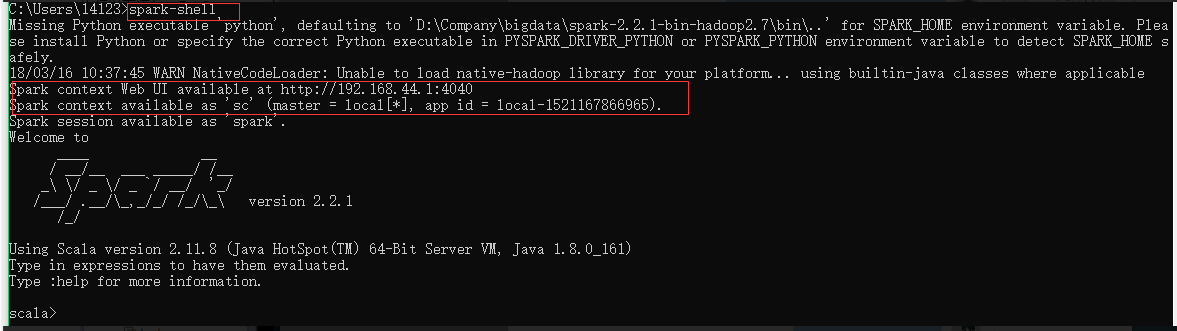 C:\Users\14123>spark-shell
Missing Python executable 'python', defaulting to 'D:\Company\bigdata\spark-2.2.1-bin-hadoop2.7\bin\..' for SPARK_HOME environment variable. Plea
se install Python or specify the correct Python executable in PYSPARK_DRIVER_PYTHON or PYSPARK_PYTHON environment variable to detect SPARK_HOME s
afely.
18/03/16 10:37:45 WARN NativeCodeLoader: Unable to load native-hadoop library for your platform... using builtin-java classes where applicable
Spark context Web UI available at http://192.168.44.1:4040
Spark context available as 'sc' (master = local[*], app id = local-1521167866965).
Spark session available as 'spark'.
Welcome to
Spark version 2.2.1
Using Scala version 2.11.8 (Java HotSpot(TM) 64-Bit Server VM, Java 1.8.0_161)
Type in expressions to have them evaluated.
Type :help for more information.
scala>